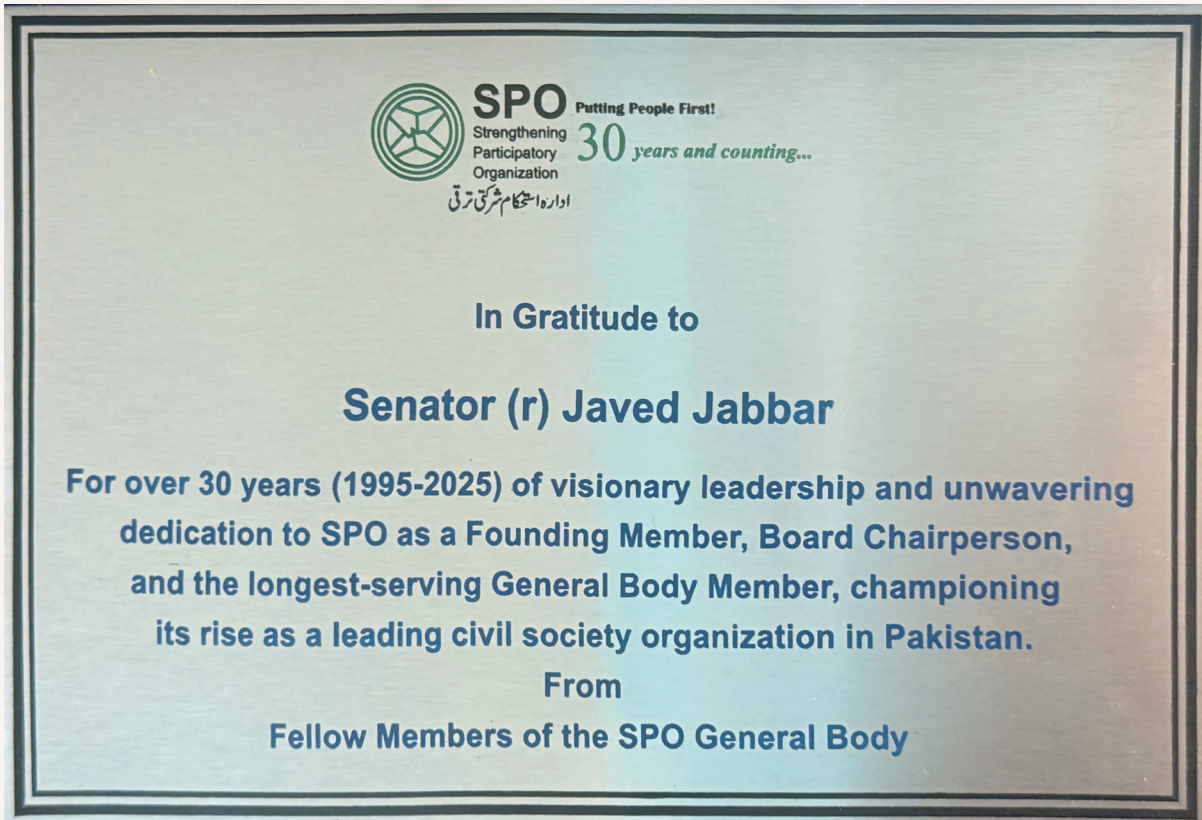 SPO
Putting People First!
Strengthening
Participatory
Organization
30 years and counting...
ادارہ استحکام شرکتی ترقی
In Gratitude to
Senator (r) Javed Jabbar
For over 30 years (1995-2025) of visionary leadership and unwavering
dedication to SPO as a Founding Member, Board Chairperson,
and the longest-serving General Body Member, championing
its rise as a leading civil society organization in Pakistan.
From
Fellow Members of the SPO General Body